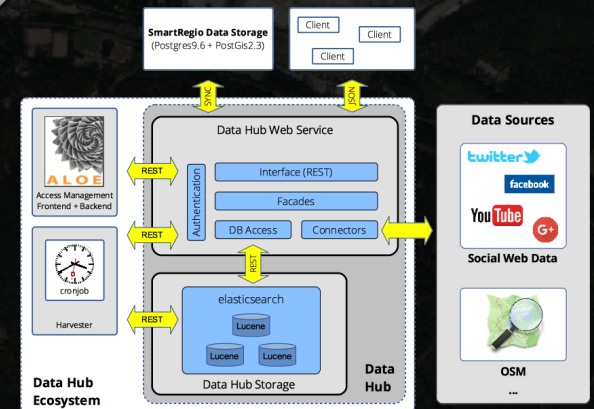 SmartRegio Data Storage
(Postgres9.6 + PostGis2.3)
Client
Client
Client
SYNC
JSON
Data Hub Web Service
Authentication
Interface (REST)
Facades
DB Access
Connectors
REST
ALOE
Access Management
Frontend + Backend
REST
cronjob
Harvester
REST
REST
elasticsearch
Lucene
Lucene
Lucene
Data Hub Storage
Data
Hub
Data Hub
Ecosystem
Data Sources
twitter
facebook
YouTube
G+
Social Web Data
OSM
...